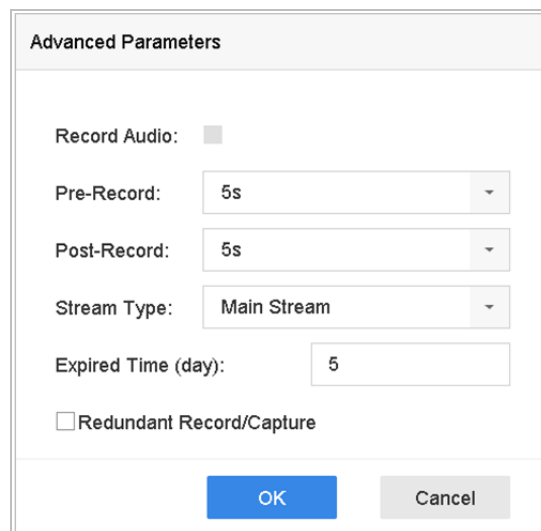 Advanced Parameters
Record Audio:
Pre-Record: 5s
Post-Record: 5s
Stream Type: Main Stream
Expired Time (day): 5
Redundant Record/Capture
OK Cancel